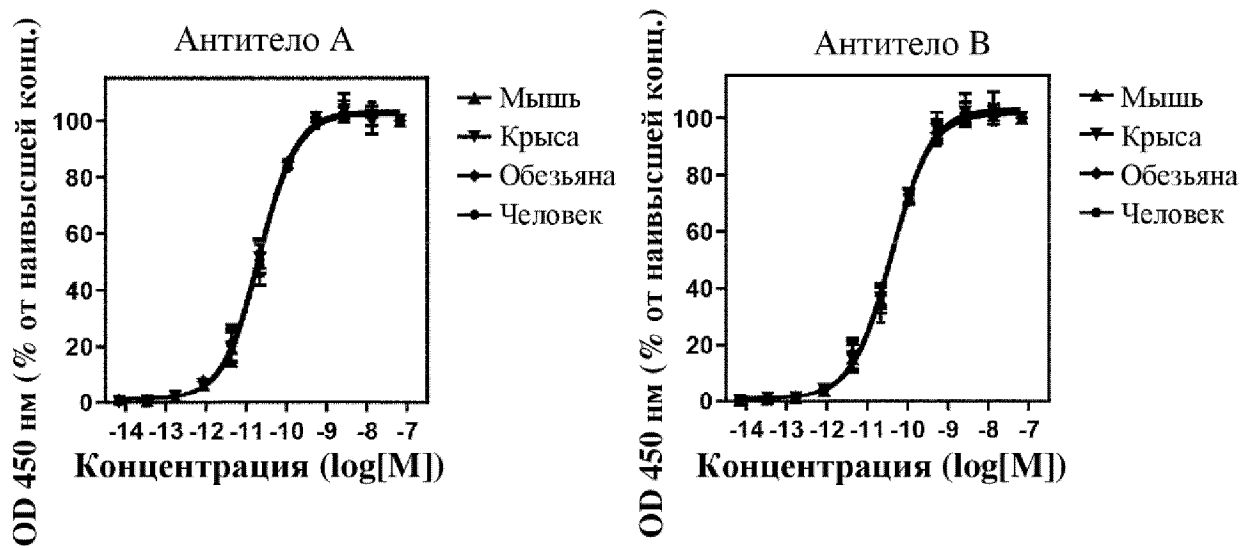 Антитело A
OD 450 нм (% от наивысшей конц.)
100
80
60
40
20
0
-14 -13 -12 -11 -10 -9 -8 -7
Концентрация (log[M])
Мышь
Крыса
Обезьяна
Человек
Антитело B
OD 450 нм (% от наивысшей конц.)
100
80
60
40
20
0
-14 -13 -12 -11 -10 -9 -8 -7
Концентрация (log[M])
Мышь
Крыса
Обезьяна
Человек